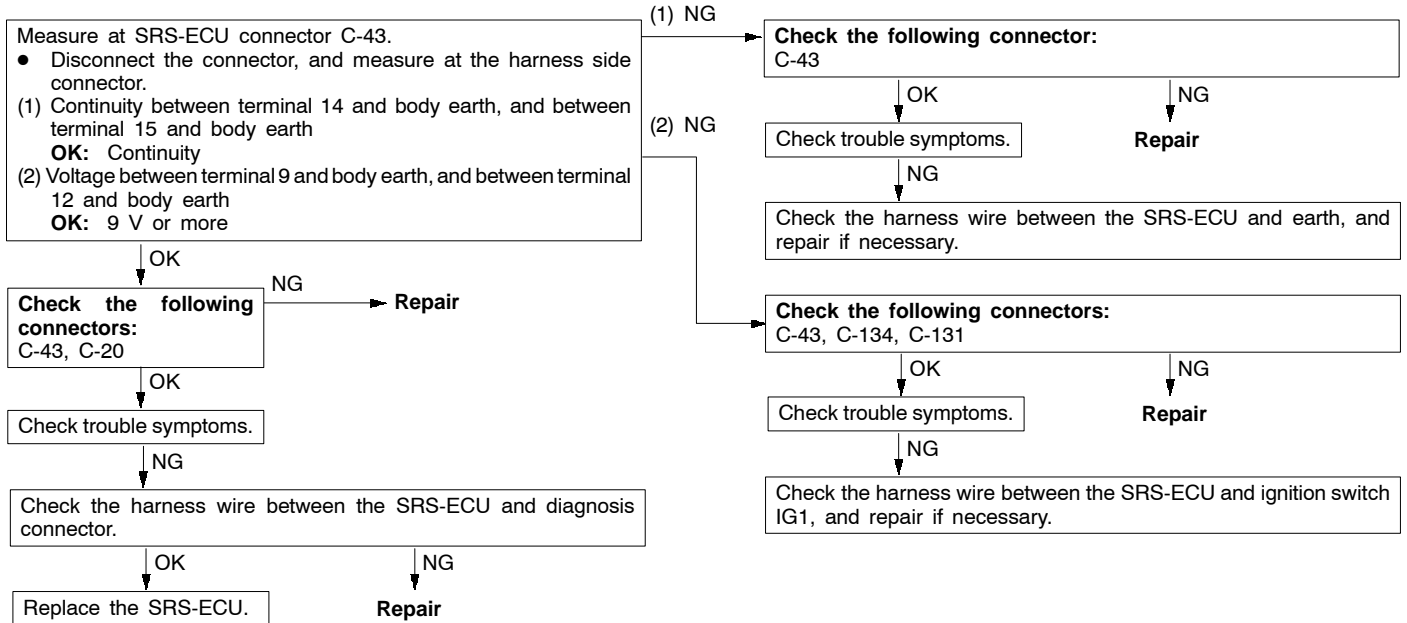 Measure at SRS-ECU connector C-43.
● Disconnect the connector, and measure at the harness side
connector.
(1) Continuity between terminal 14 and body earth, and between
terminal 15 and body earth
OK: Continuity
(2) Voltage between terminal 9 and body earth, and between terminal
12 and body earth
OK: 9 V or more
(1) NG
Check the following connector:
C-43
OK
NG
Check trouble symptoms.
Repair
NG
Check the harness wire between the SRS-ECU and earth, and
repair if necessary.
(2) NG
Check the following connectors:
C-43, C-134, C-131
OK
NG
Check trouble symptoms.
Repair
NG
Check the harness wire between the SRS-ECU and ignition switch
IG1, and repair if necessary.
OK
Check the following
connectors:
C-43, C-20
NG
Repair
OK
Check trouble symptoms.
NG
Check the harness wire between the SRS-ECU and diagnosis
connector.
OK
NG
Replace the SRS-ECU.
Repair